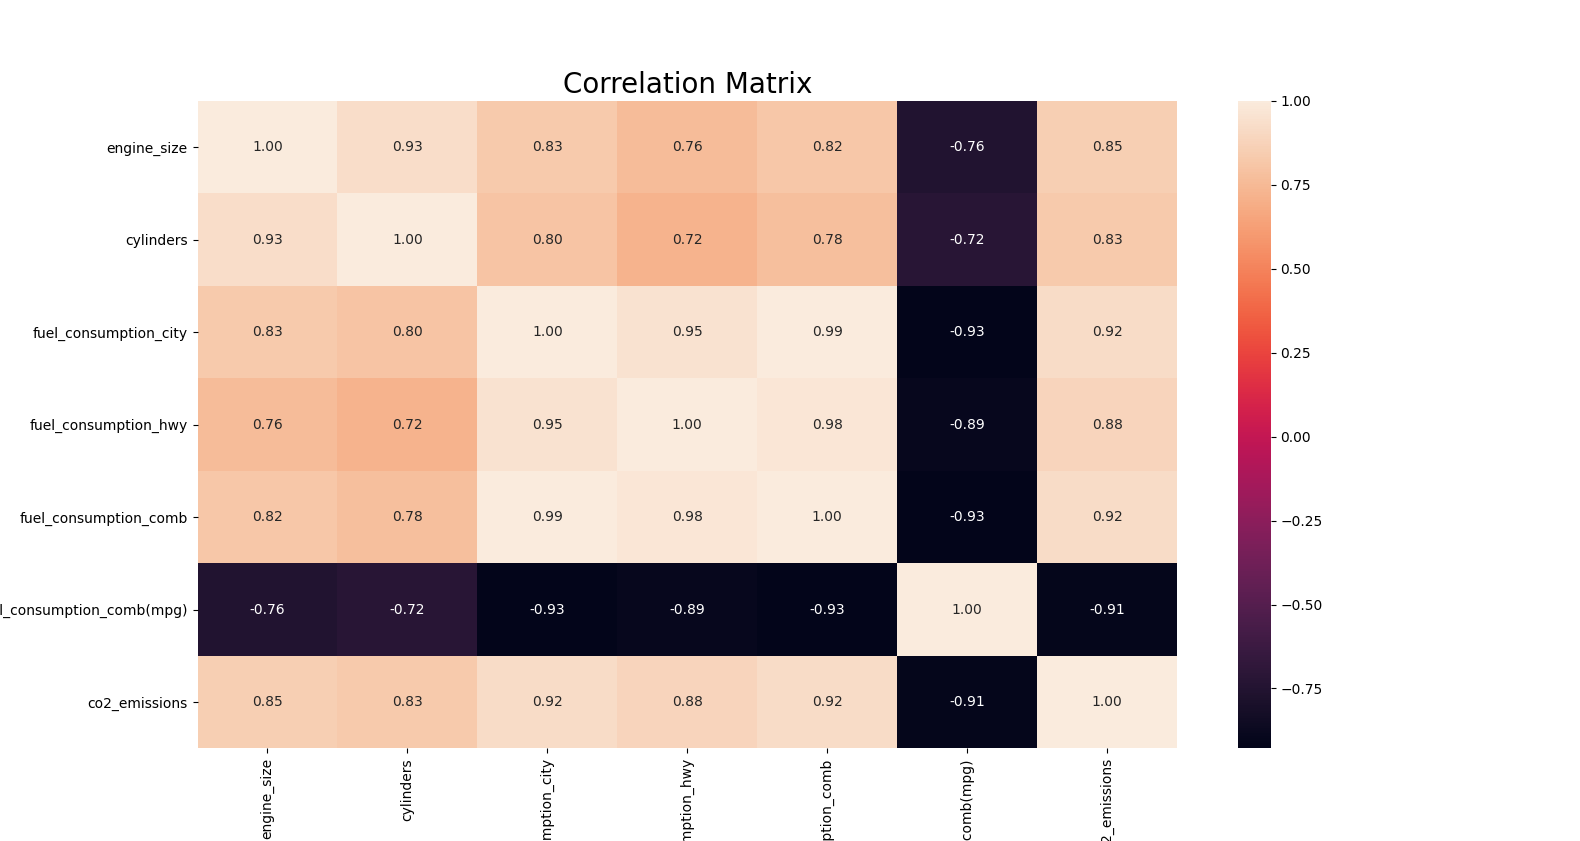 Correlation Matrix
engine_size 1.00 0.93 0.83 0.76 0.82 -0.76 0.85
cylinders 0.93 1.00 0.80 0.72 0.78 -0.72 0.83
fuel_consumption_city 0.83 0.80 1.00 0.95 0.99 -0.93 0.92
fuel_consumption_hwy 0.76 0.72 0.95 1.00 0.98 -0.89 0.88
fuel_consumption_comb 0.82 0.78 0.99 0.98 1.00 -0.93 0.92
l_consumption_comb(mpg) -0.76 -0.72 -0.93 -0.89 -0.93 1.00 -0.91
co2_emissions 0.85 0.83 0.92 0.88 0.92 -0.91 1.00
engine_size
cylinders
mption_city
mption_hwy
ption_comb
comb(mpg)
2_emissions
1.00
0.75
0.50
0.25
0.00
−0.25
−0.50
−0.75